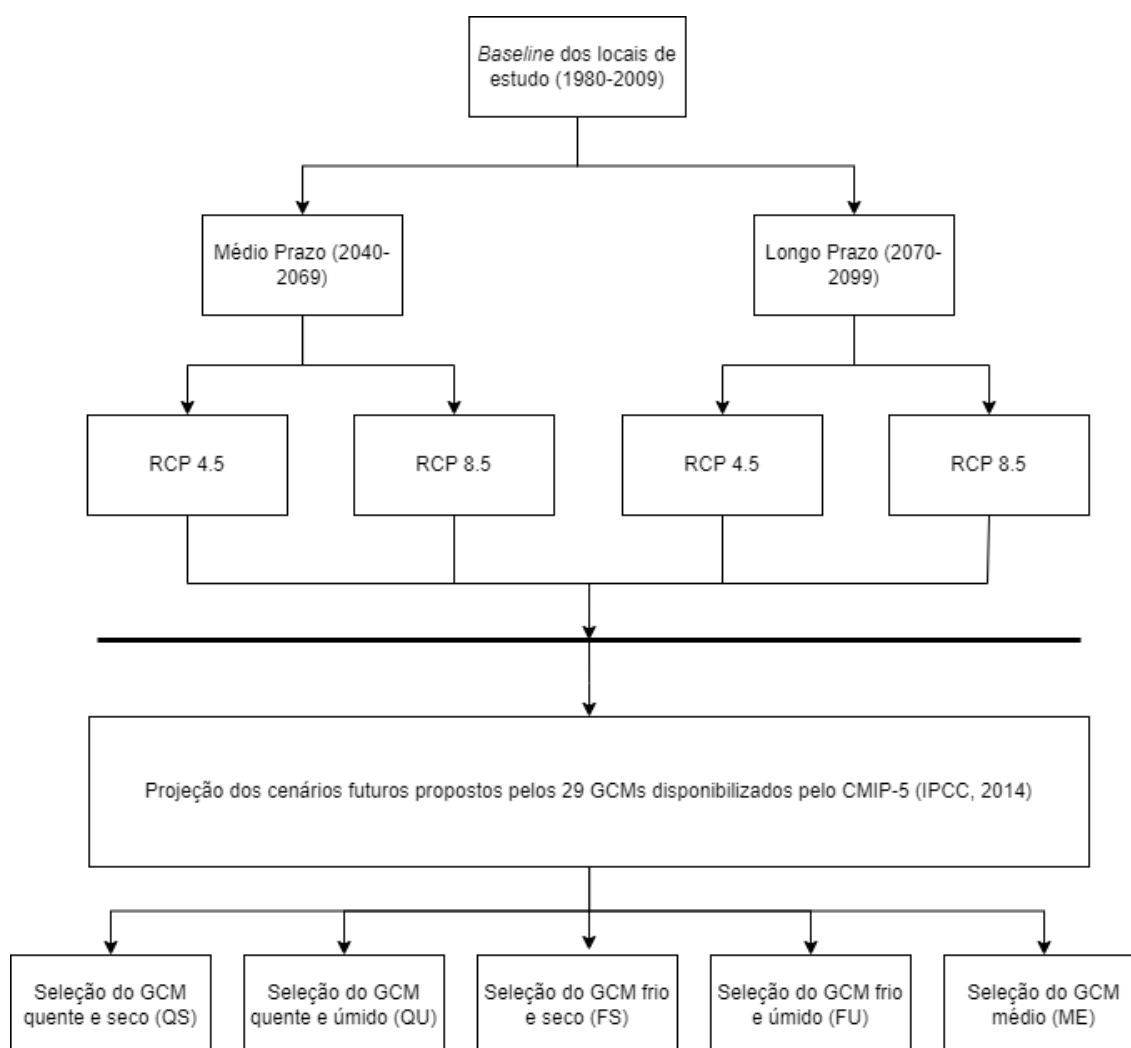 Baseline dos locais de
estudo (1980-2009)
Médio Prazo (2040-
2069)
Longo Prazo (2070-
2099)
RCP 4.5
RCP 8.5
RCP 4.5
RCP 8.5
Projeção dos cenários futuros propostos pelos 29 GCMs disponibilizados pelo CMIP-5 (IPCC, 2014)
Seleção do GCM
quente e seco (QS)
Seleção do GCM
quente e úmido (QU)
Seleção do GCM frio
e seco (FS)
Seleção do GCM frio
e úmido (FU)
Seleção do GCM
médio (ME)